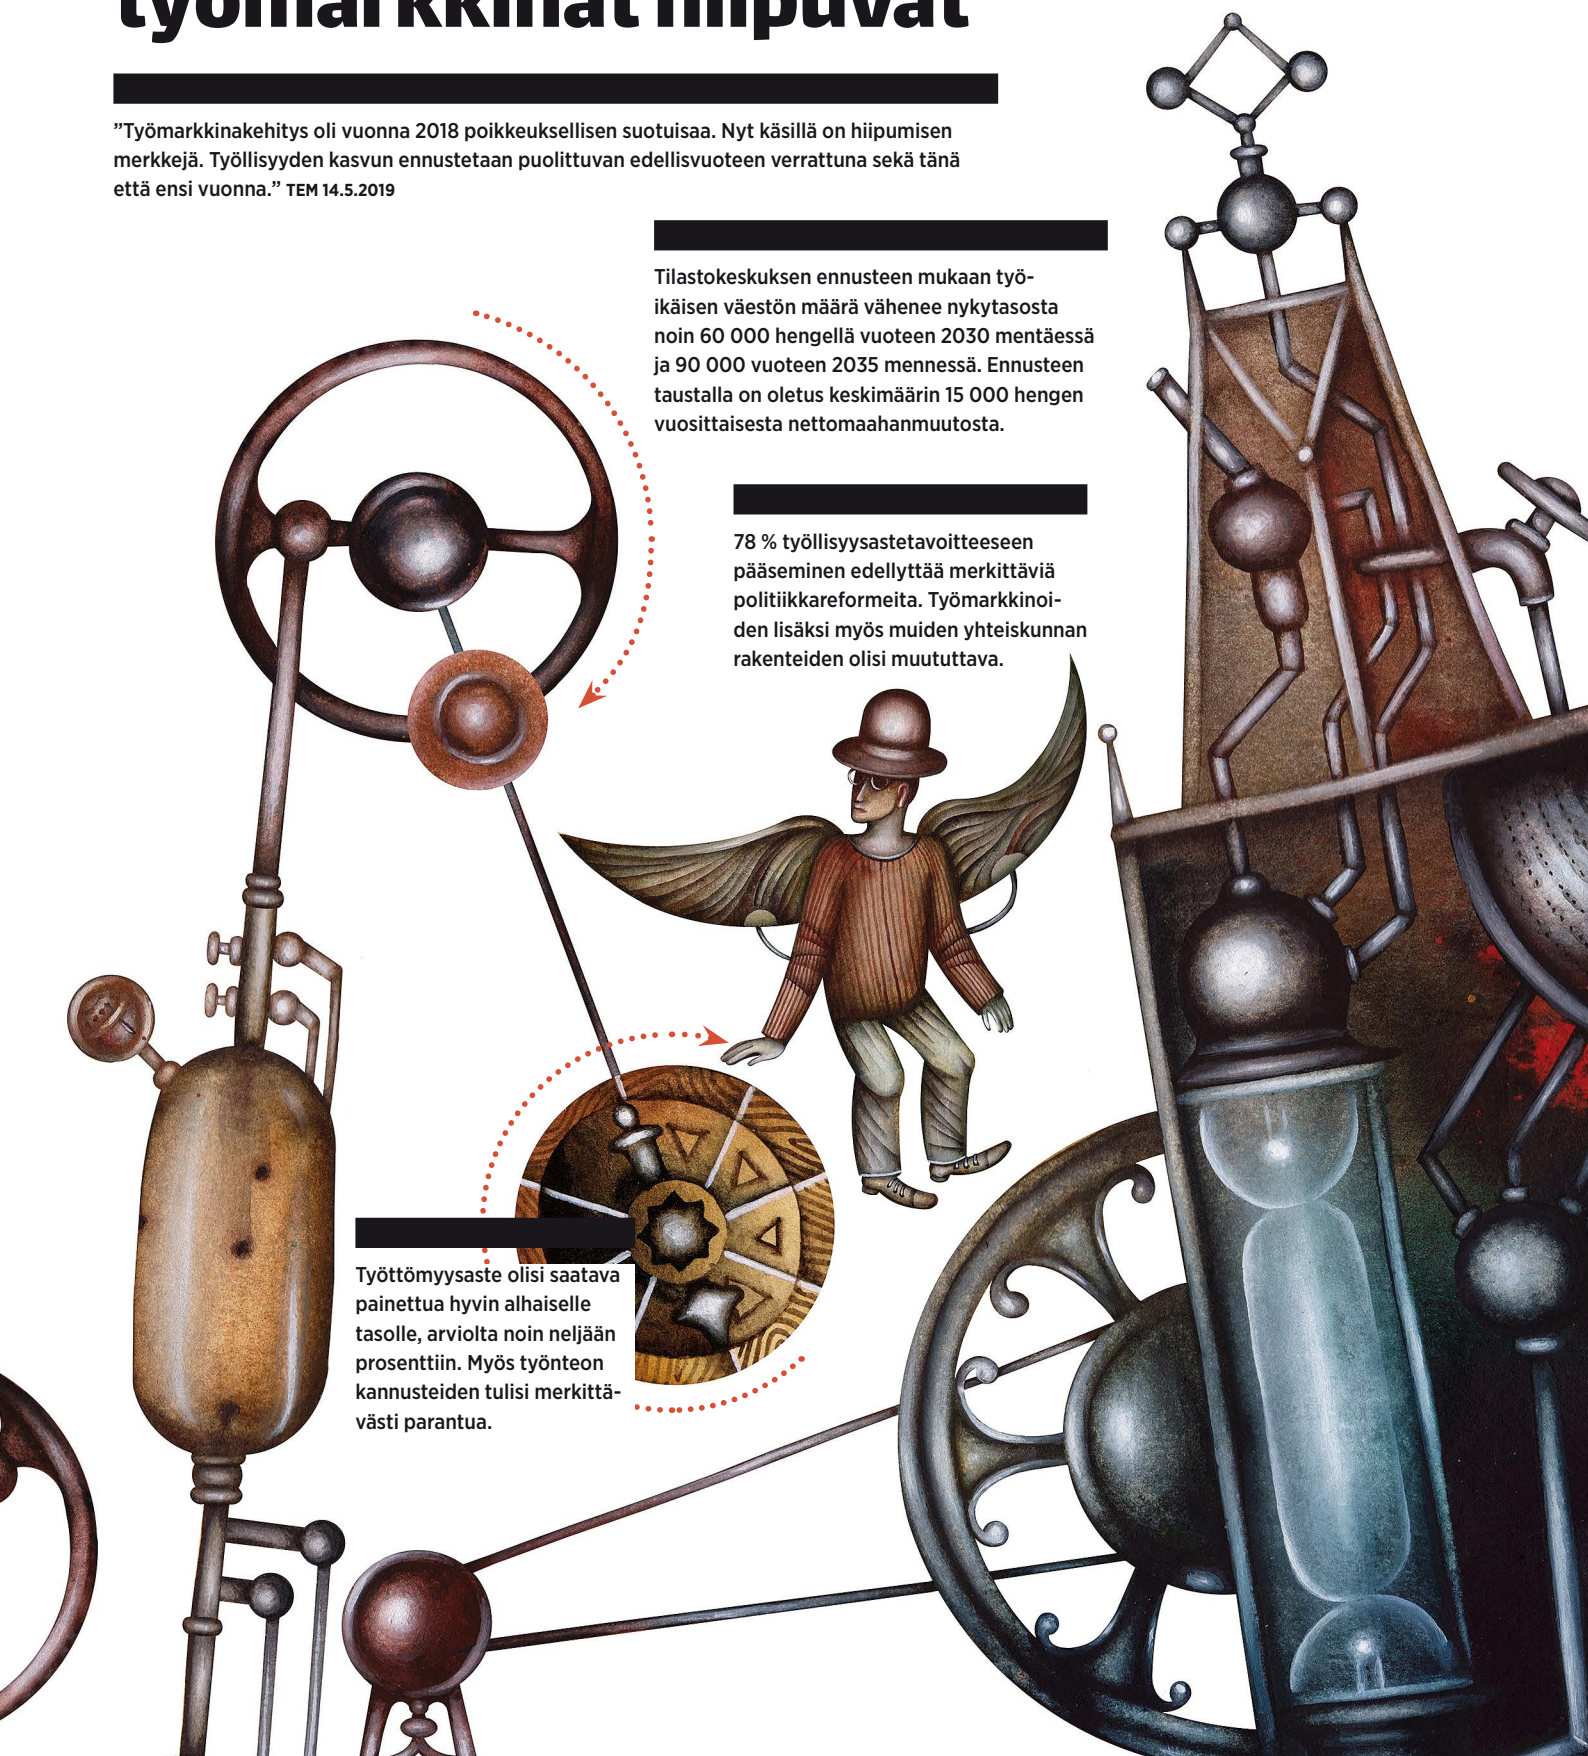 työmarkkinat hiipuvat
”Työmarkkinakehitys oli vuonna 2018 poikkeuksellisen suotuisaa. Nyt käsillä on hiipumisen
merkkejä. Työllisyyden kasvun ennustetaan puolittuvan edellisvuoteen verrattuna sekä tänä
että ensi vuonna.” TEM 14.5.2019
Tilastokeskuksen ennusteen mukaan työ-
ikäisen väestön määrä vähenee nykytasosta
noin 60 000 hengellä vuoteen 2030 mentäessä
ja 90 000 vuoteen 2035 mennessä. Ennusteen
taustalla on oletus keskimäärin 15 000 hengen
vuosittaisesta nettomaahanmuutosta.
78 % työllisyysastetavoitteeseen
pääseminen edellyttää merkittäviä
politiikkareformeita. Työmarkkinoi-
den lisäksi myös muiden yhteiskunnan
rakenteiden olisi muututtava.
Työttömyysaste olisi saatava
painettua hyvin alhaiselle
tasolle, arviolta noin neljään
prosenttiin. Myös työnteon
kannusteiden tulisi merkittä-
västi parantua.